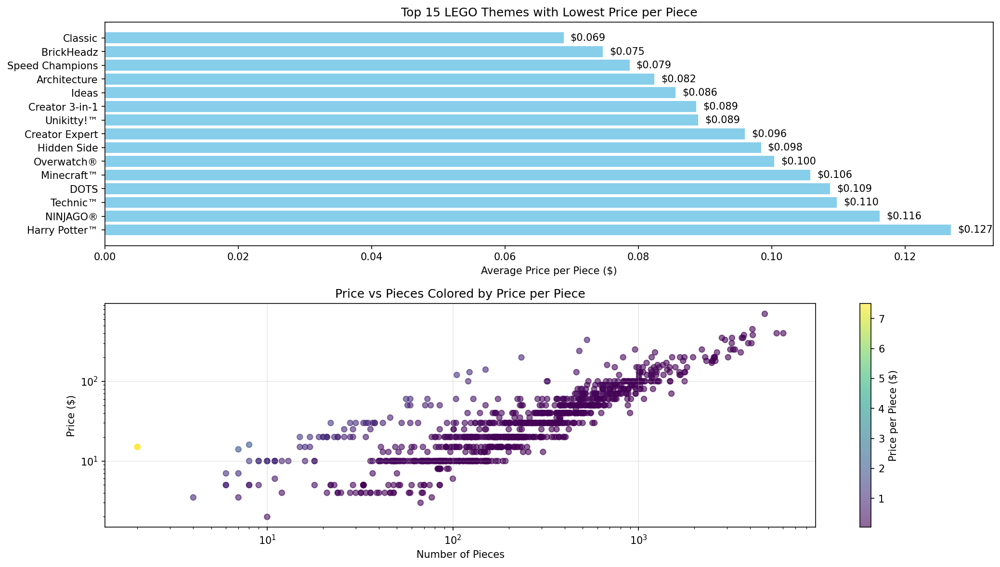 Top 15 LEGO Themes with Lowest Price per Piece
Classic $0.069
BrickHeadz $0.075
Speed Champions $0.079
Architecture $0.082
Ideas $0.086
Creator 3-in-1 $0.089
Unikitty!™ $0.089
Creator Expert $0.096
Hidden Side $0.098
Overwatch® $0.100
Minecraft™ $0.106
DOTS $0.109
Technic™ $0.110
NINJAGO® $0.116
Harry Potter™ $0.127
0.00 0.02 0.04 0.06 0.08 0.10 0.12
Average Price per Piece ($)
Price vs Pieces Colored by Price per Piece
Price ($)
10²
10¹
10¹ 10² 10³
Number of Pieces
7
6
5
4
3
2
1
Price per Piece ($)